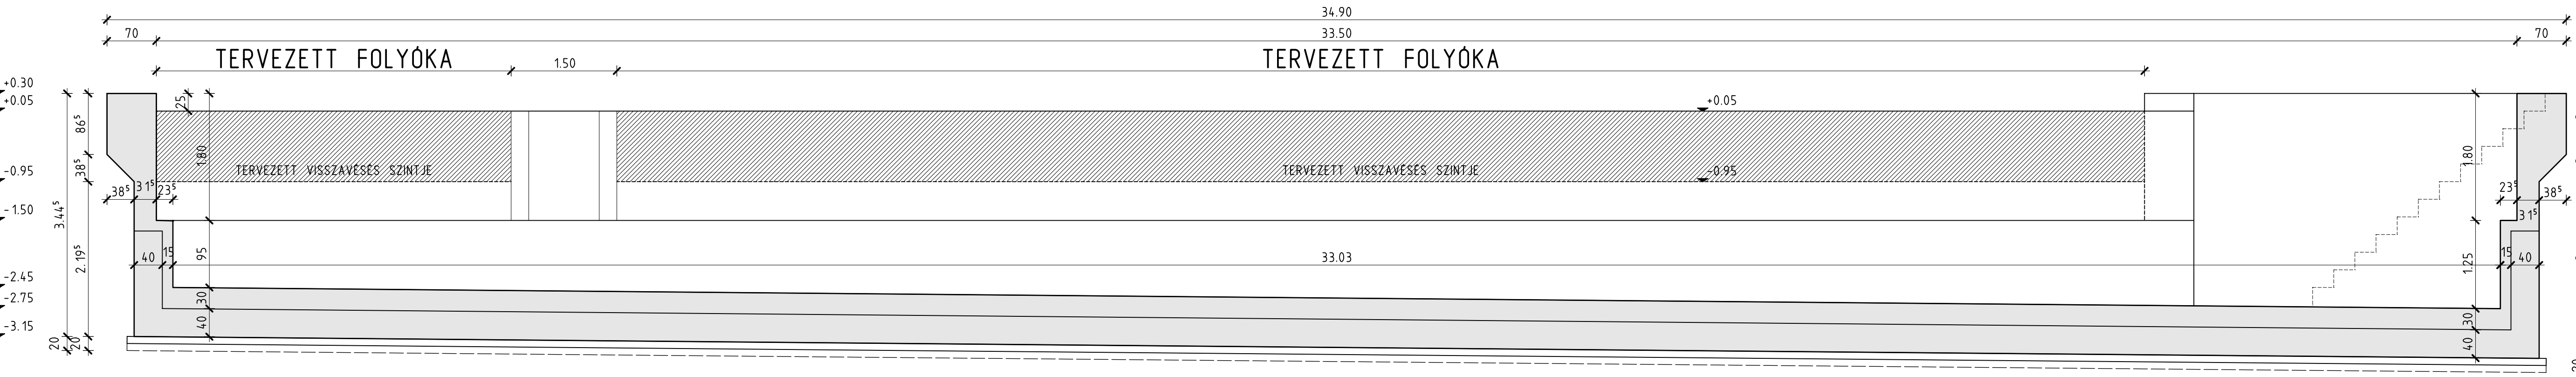 34.90
70 33.50 70
TERVEZETT FOLYÓKA 1.50 TERVEZETT FOLYÓKA
+0.30
+0.05 25 +0.05
86⁵
1.80 1.80
-0.95 38⁵ TERVEZETT VISSZAVÉSÉS SZINTJE TERVEZETT VISSZAVÉSÉS SZINTJE -0.95
38⁵ 31⁵ 23⁵ 23⁵ 38⁵
-1.50 3.44⁵ 31⁵
2.19⁵ 40 15 95 33.03 1.25 15 40
-2.45
-2.75 30
40 30
-3.15
20 20 40